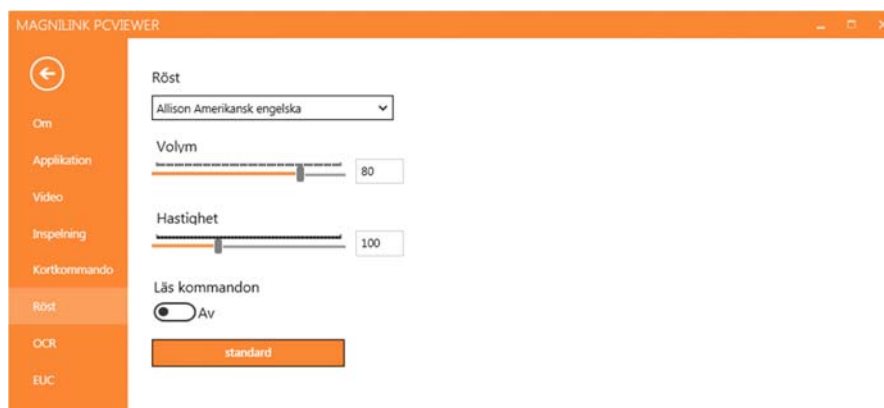 MAGNILINK PCVIEWER
Om
Applikation
Video
Inspelning
Kortkommando
Röst
OCR
EUC
Röst
Allison Amerikansk engelska
Volym
80
Hastighet
100
Läs kommandon
Av
standard